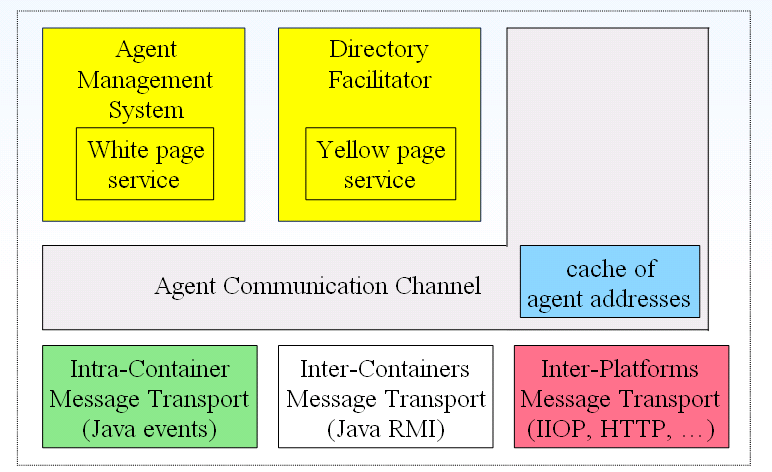 Agent
Management
System
White page
service
Directory
Facilitator
Yellow page
service
Agent Communication Channel
cache of
agent addresses
Intra-Container
Message Transport
(Java events)
Inter-Containers
Message Transport
(Java RMI)
Inter-Platforms
Message Transport
(IIOP, HTTP, …)